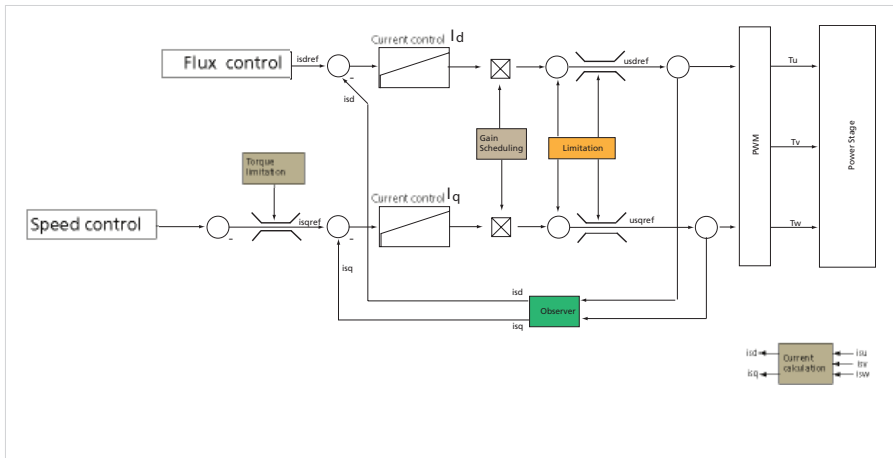 Flux control
isdref
-
isd
Current control Id
usdref
Tu
Gain
Scheduling
Limitation
PWM
Tv
Power Stage
Torque
limitation
Speed control
-
isqref
-
isq
Current control Iq
usqref
Tw
isd
Observer
isq
isd
isq
Current
calculation
isu
isv
isw